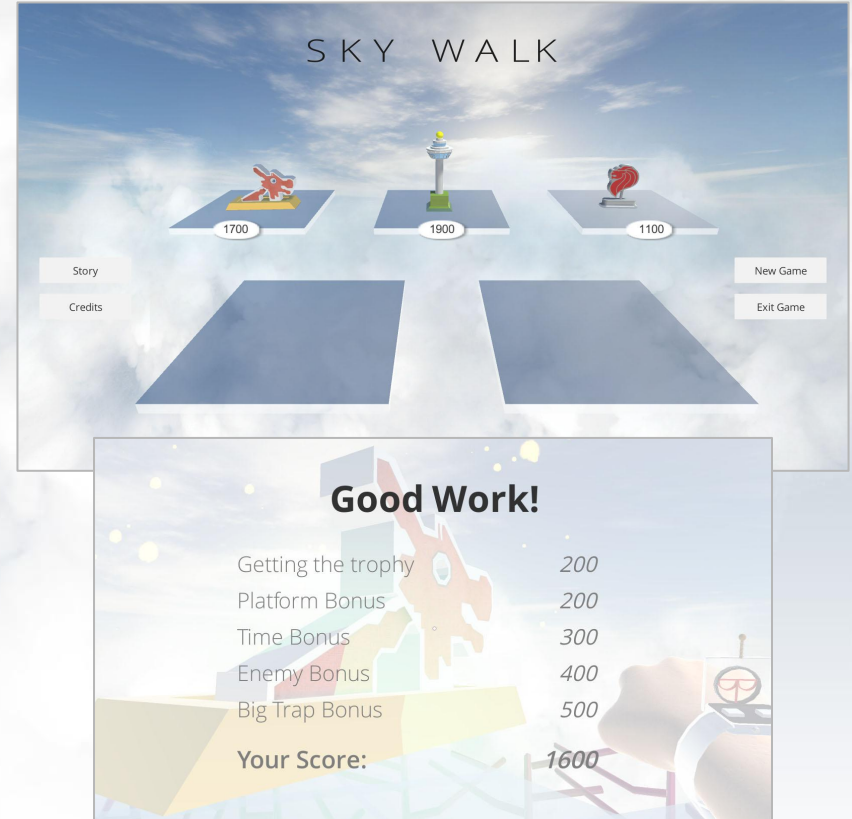 SKY WALK
1700
1900
1100
Story
New Game
Credits
Exit Game
Good Work!
Getting the trophy 200
Platform Bonus 200
Time Bonus 300
Enemy Bonus 400
Big Trap Bonus 500
Your Score: 1600